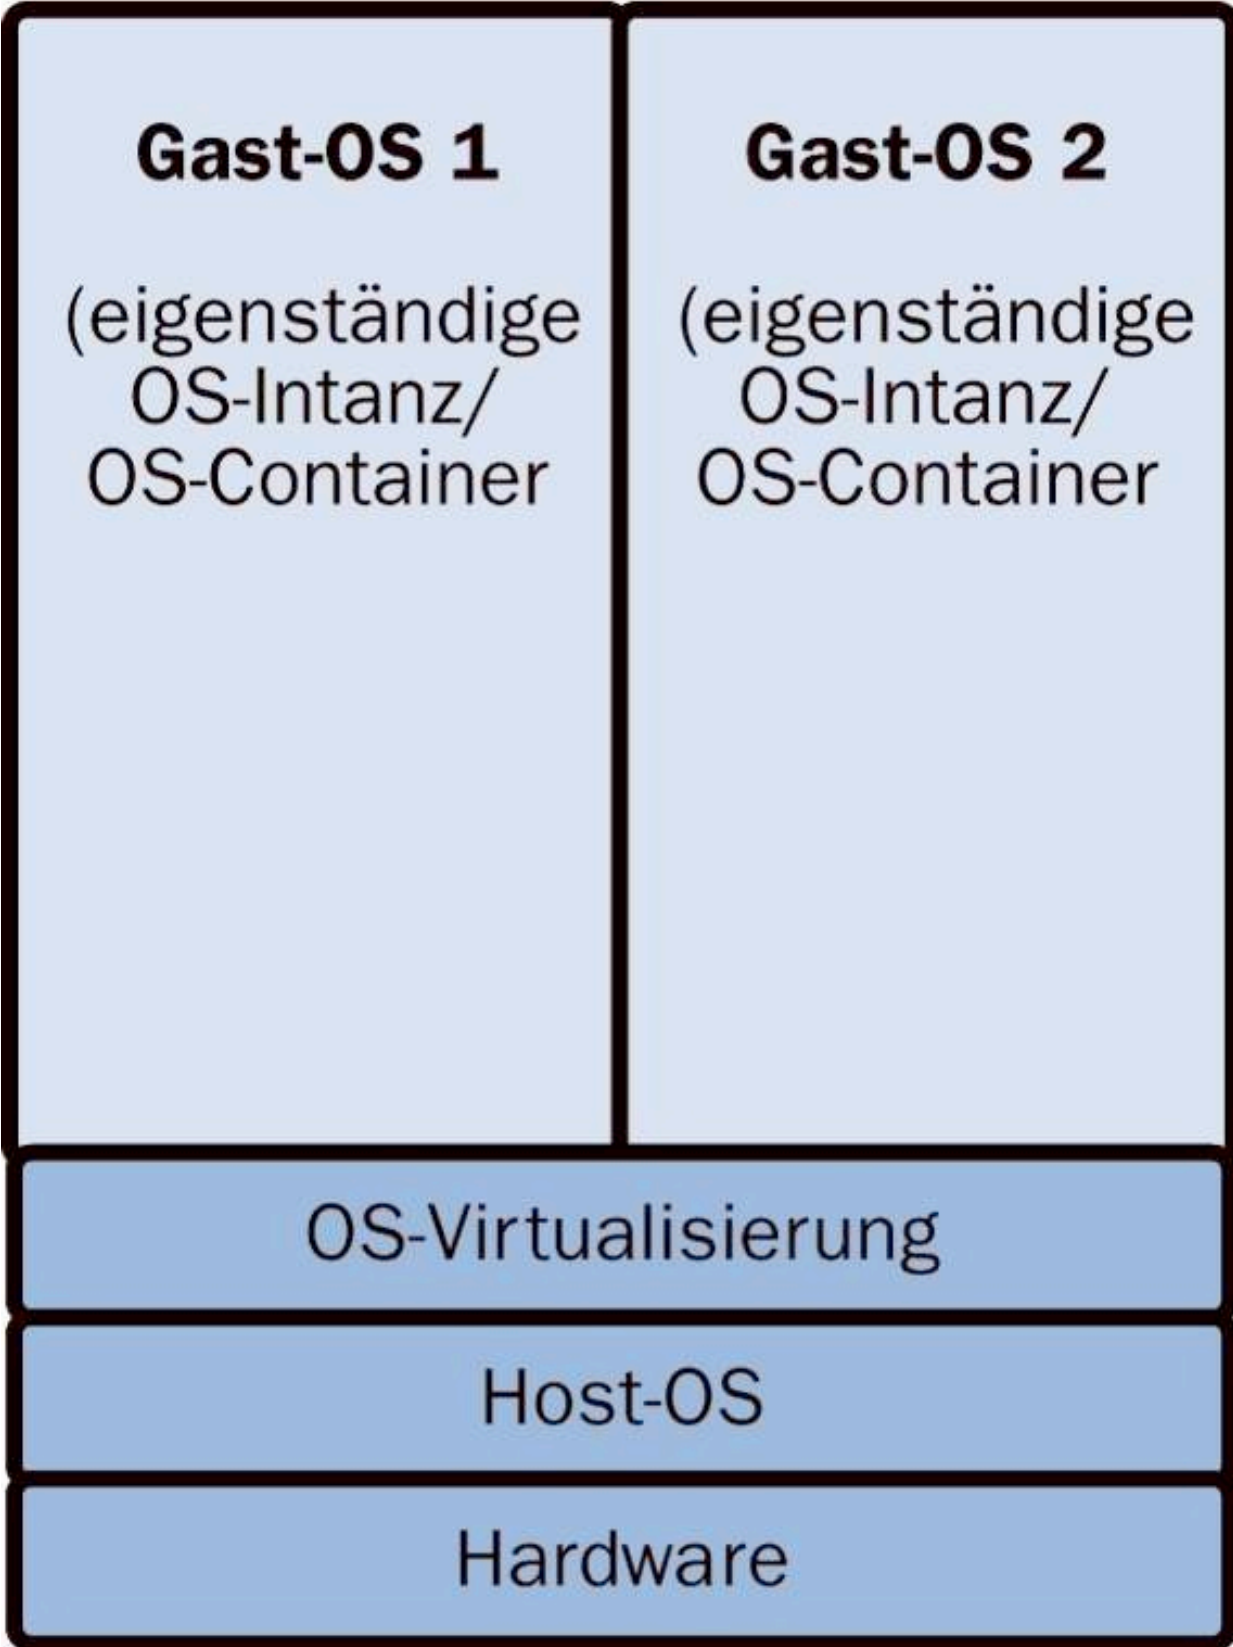 Gast-OS 1
(eigenständige
OS-Intanz/
OS-Container
Gast-OS 2
(eigenständige
OS-Intanz/
OS-Container
OS-Virtualisierung
Host-OS
Hardware